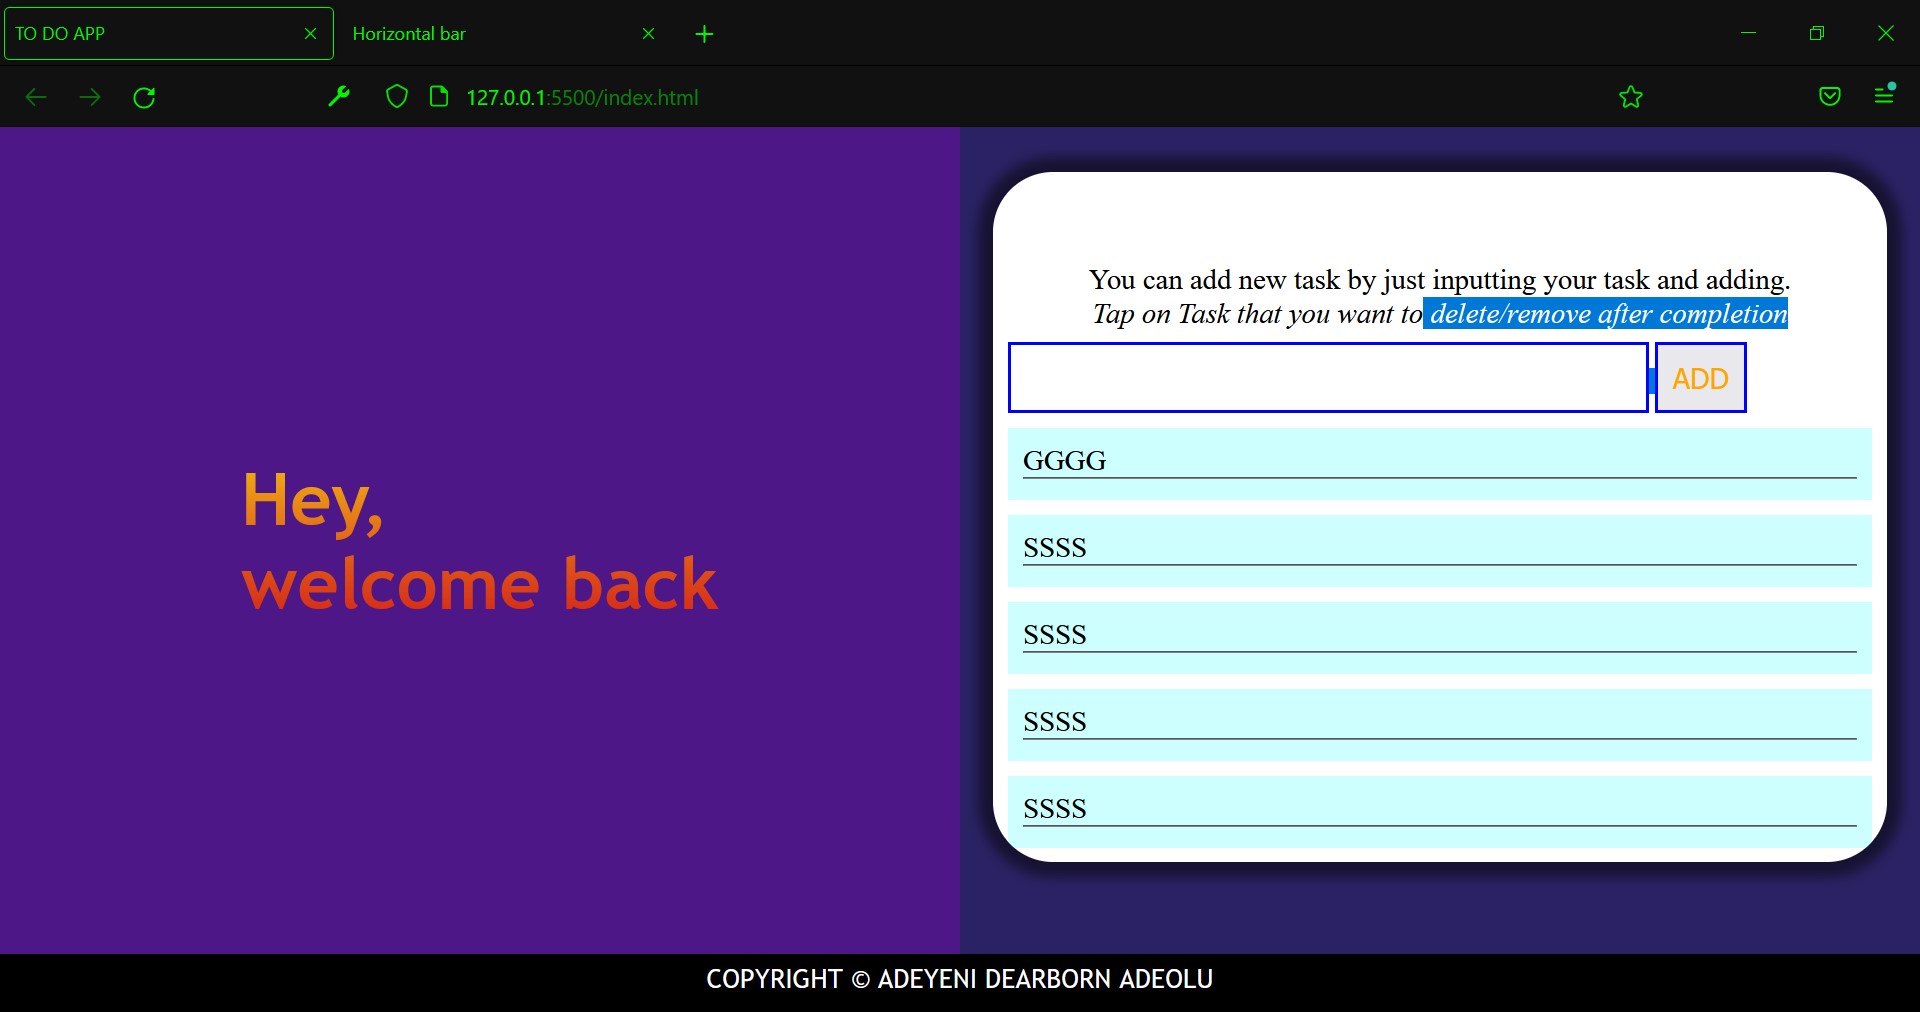 TO DO APP
Horizontal bar
127.0.0.1:5500/index.html
Hey,
welcome back
You can add new task by just inputting your task and adding.
Tap on Task that you want to delete/remove after completion
ADD
GGGG
SSSS
SSSS
SSSS
SSSS
COPYRIGHT © ADEYENI DEARBORN ADEOLU